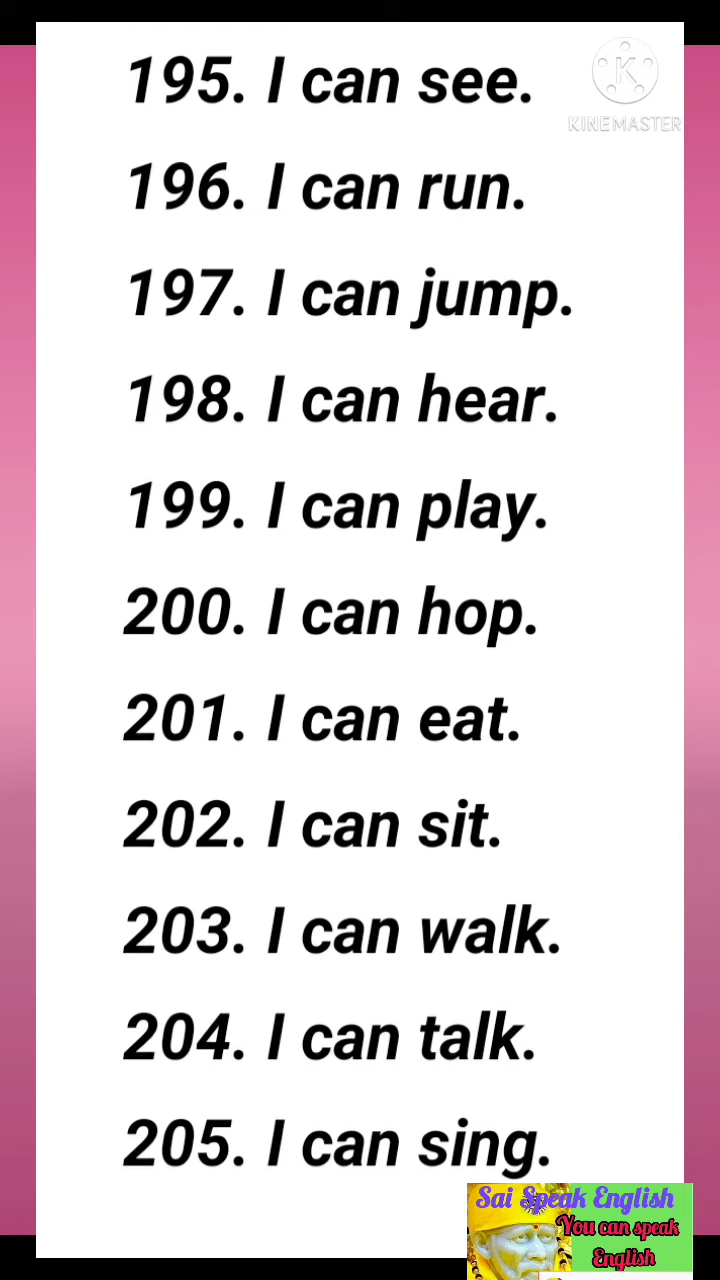 195. I can see.
KINEMASTER
196. I can run.
197. I can jump.
198. I can hear.
199. I can play.
200. I can hop.
201. I can eat.
202. I can sit.
203. I can walk.
204. I can talk.
205. I can sing.
Sai Speak English
You can speak
English